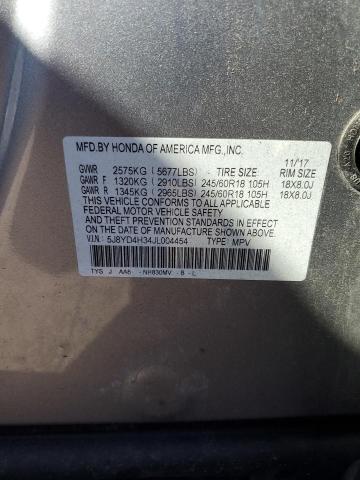 MFD.BY HONDA OF AMERICA MFG.,INC. 11/17
GVWR 2575KG (5677LBS) TIRE SIZE RIM SIZE
GAWR F 1320KG (2910LBS) 245/60R18 105H 18X8.0J
GAWR R 1345KG (2965LBS) 245/60R18 105H 18X8.0J
THIS VEHICLE CONFORMS TO ALL APPLICABLE
FEDERAL MOTOR VEHICLE SAFETY
AND THEFT PREVENTION STANDARDS IN EFFECT
ON THE DATE OF MANUFACTURE SHOWN ABOVE.
V.I.N.: 5J8YD4H34JL004454 TYPE: MPV
TYS J AA8 -NH830MV -B -L